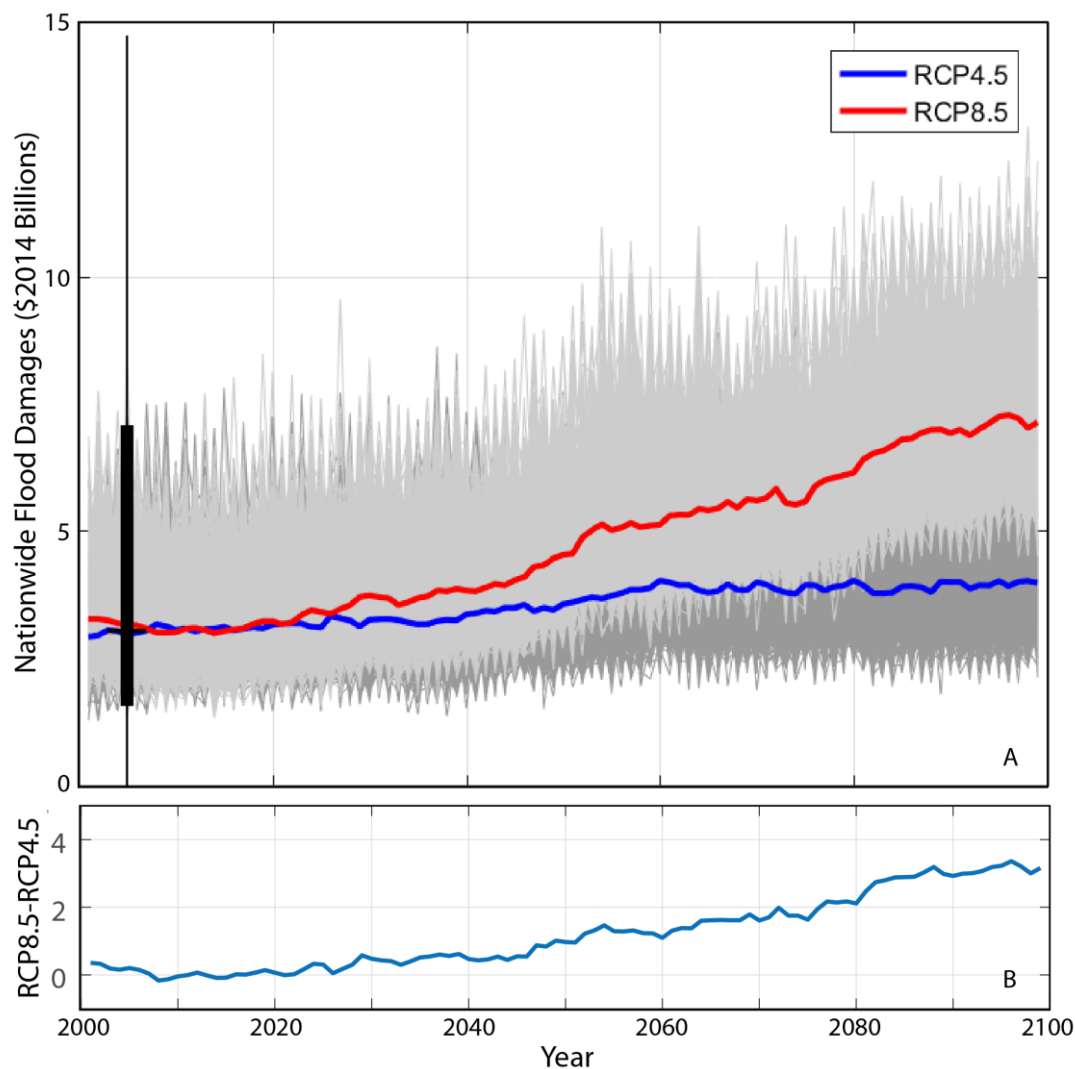 15
10
5
0
Nationwide Flood Damages ($2014 Billions)
RCP4.5
RCP8.5
A
4
2
0
RCP8.5-RCP4.5
B
2000 2020 2040 2060 2080 2100
Year